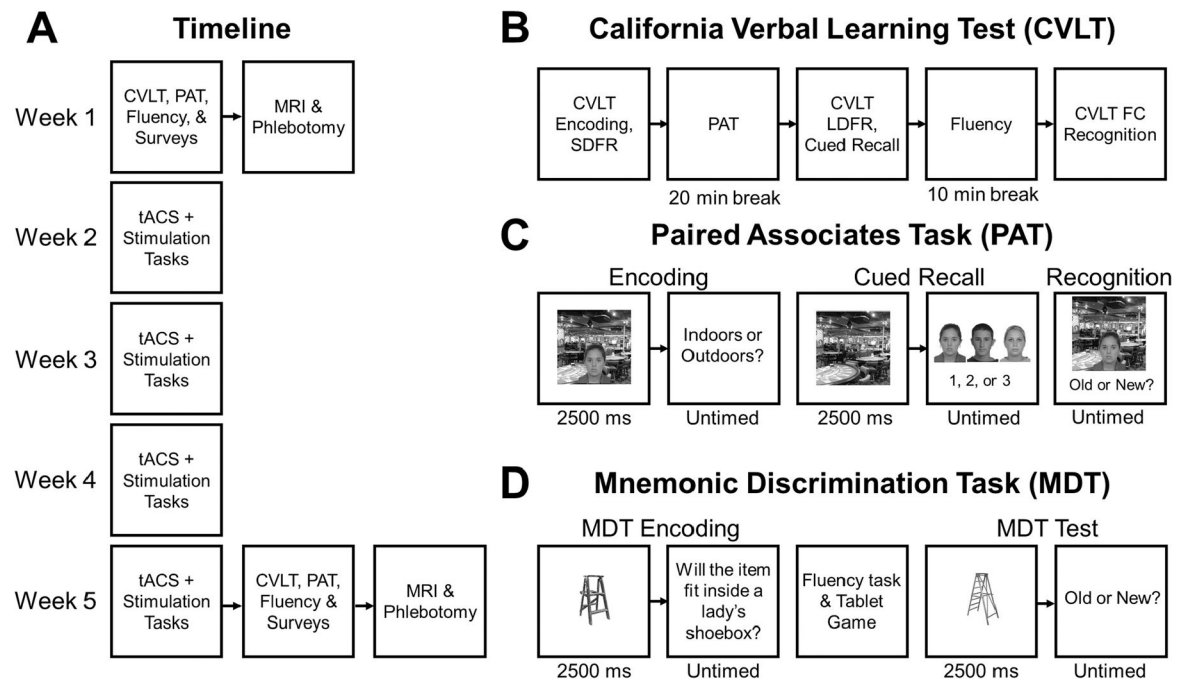 A
Timeline
Week 1
CVLT, PAT,
Fluency, &
Surveys
MRI &
Phlebotomy
Week 2
tACS +
Stimulation
Tasks
Week 3
tACS +
Stimulation
Tasks
Week 4
tACS +
Stimulation
Tasks
Week 5
tACS +
Stimulation
Tasks
CVLT, PAT,
Fluency &
Surveys
MRI &
Phlebotomy
B
California Verbal Learning Test (CVLT)
CVLT
Encoding,
SDFR
PAT
20 min break
CVLT
LDFR,
Cued Recall
Fluency
10 min break
CVLT FC
Recognition
C
Paired Associates Task (PAT)
Encoding
2500 ms
Indoors or
Outdoors?
Untimed
Cued Recall
2500 ms
1, 2, or 3
Untimed
Recognition
Old or New?
Untimed
D
Mnemonic Discrimination Task (MDT)
MDT Encoding
2500 ms
Will the item
fit inside a
lady's
shoebox?
Untimed
Fluency task
& Tablet
Game
MDT Test
2500 ms
Old or New?
Untimed